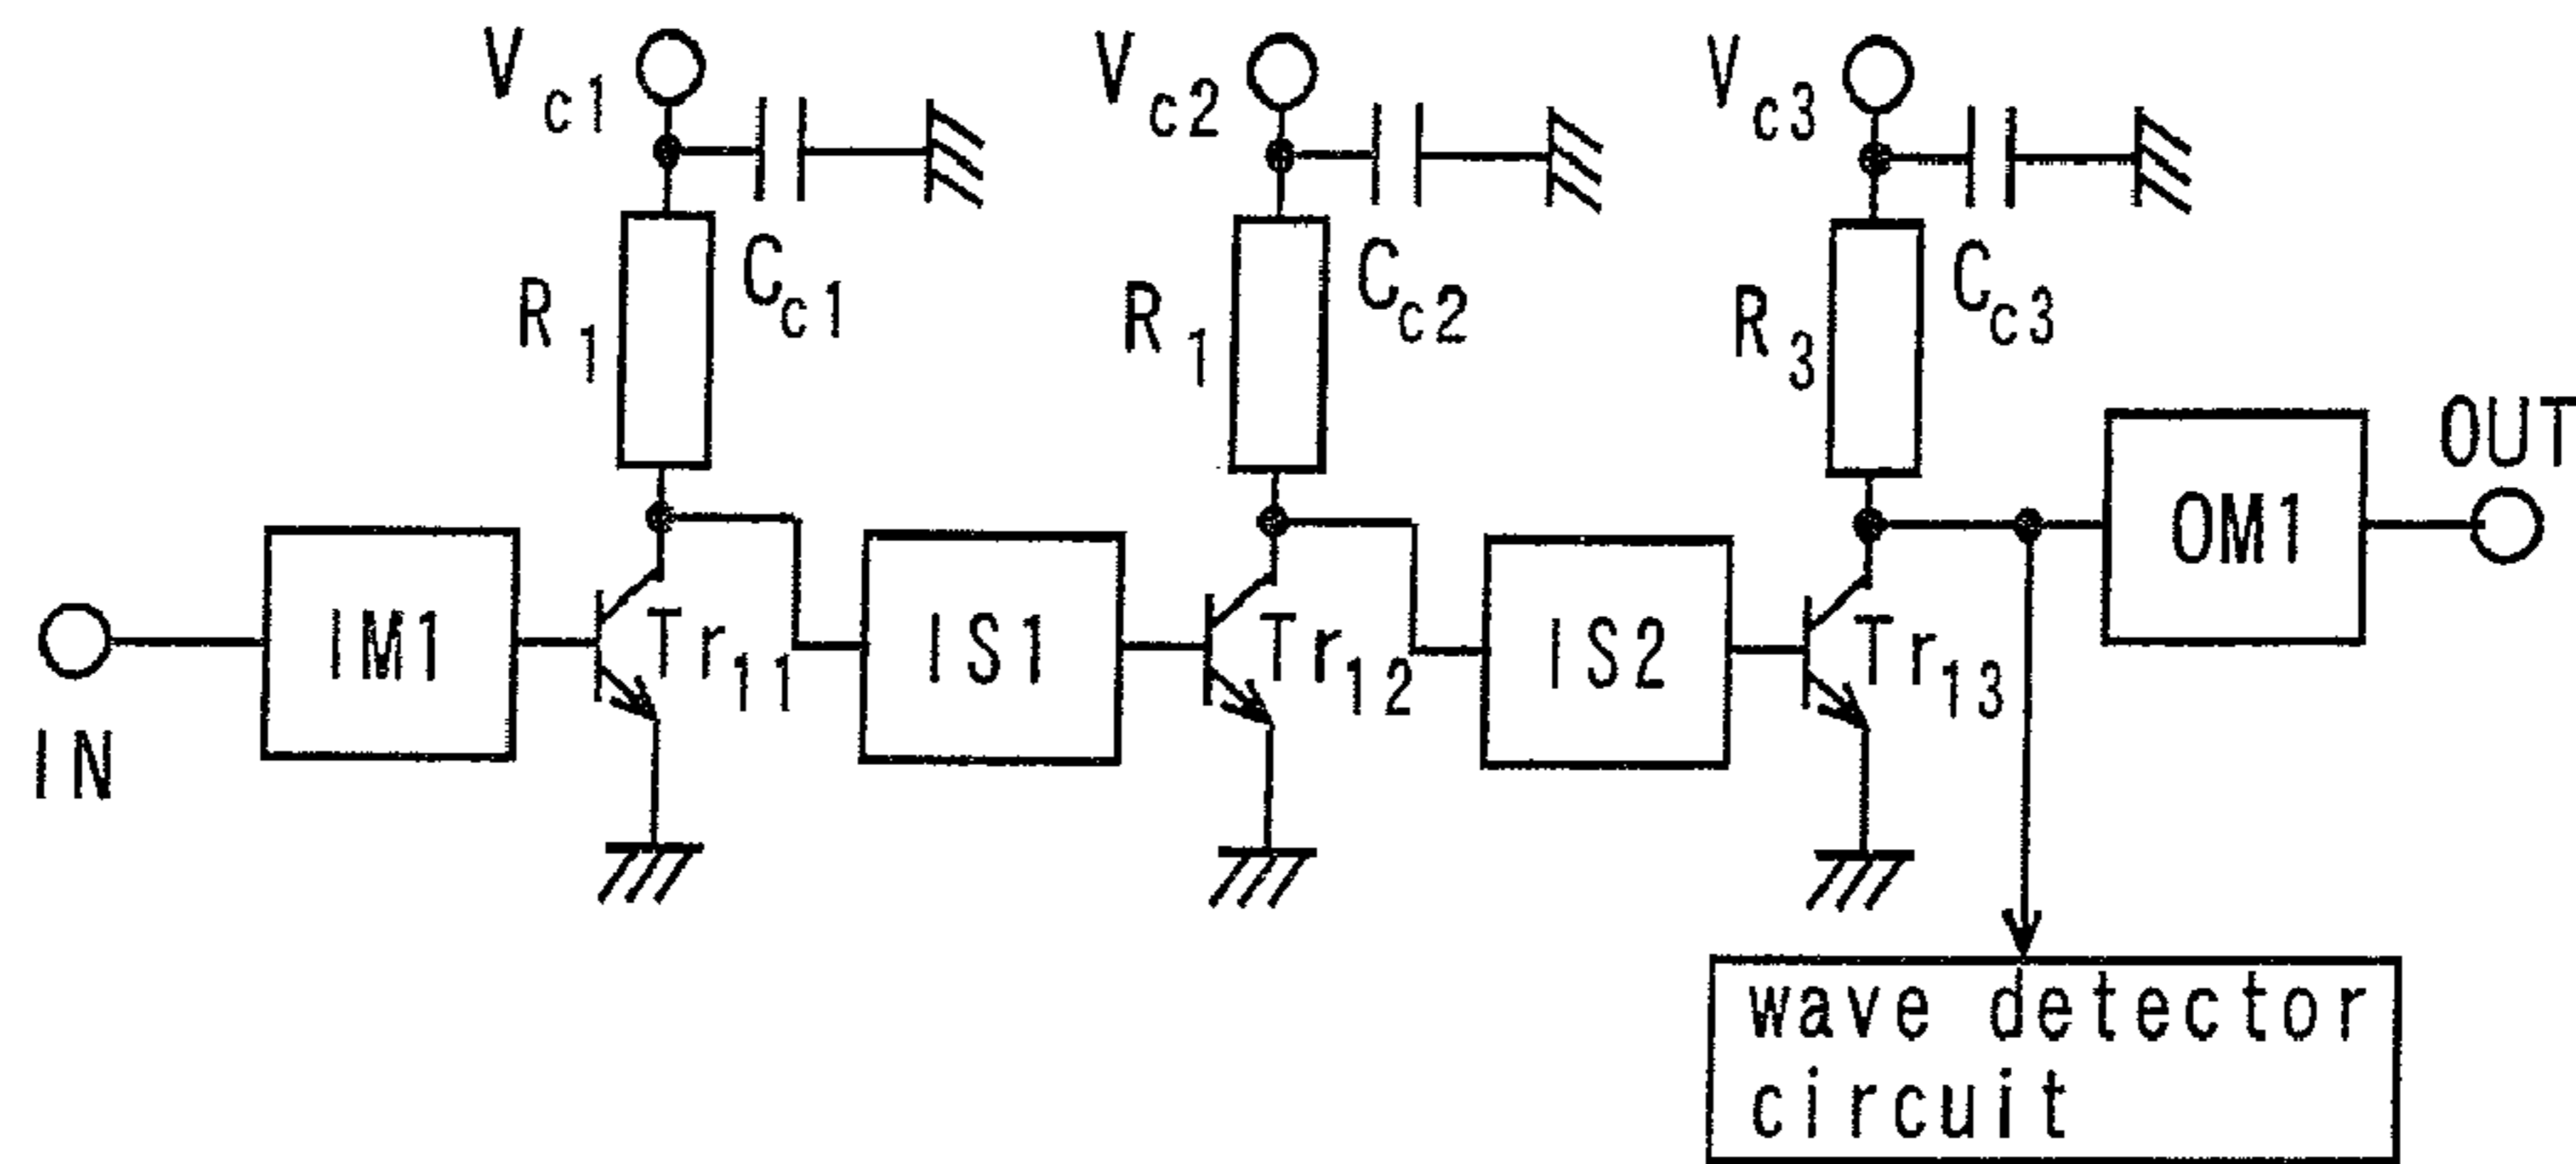 Vc1
Vc2
Vc3
R1
Cc1
R1
Cc2
R3
Cc3
OUT
OM1
IM1
Tr11
IS1
Tr12
IS2
Tr13
IN
wave detector
circuit